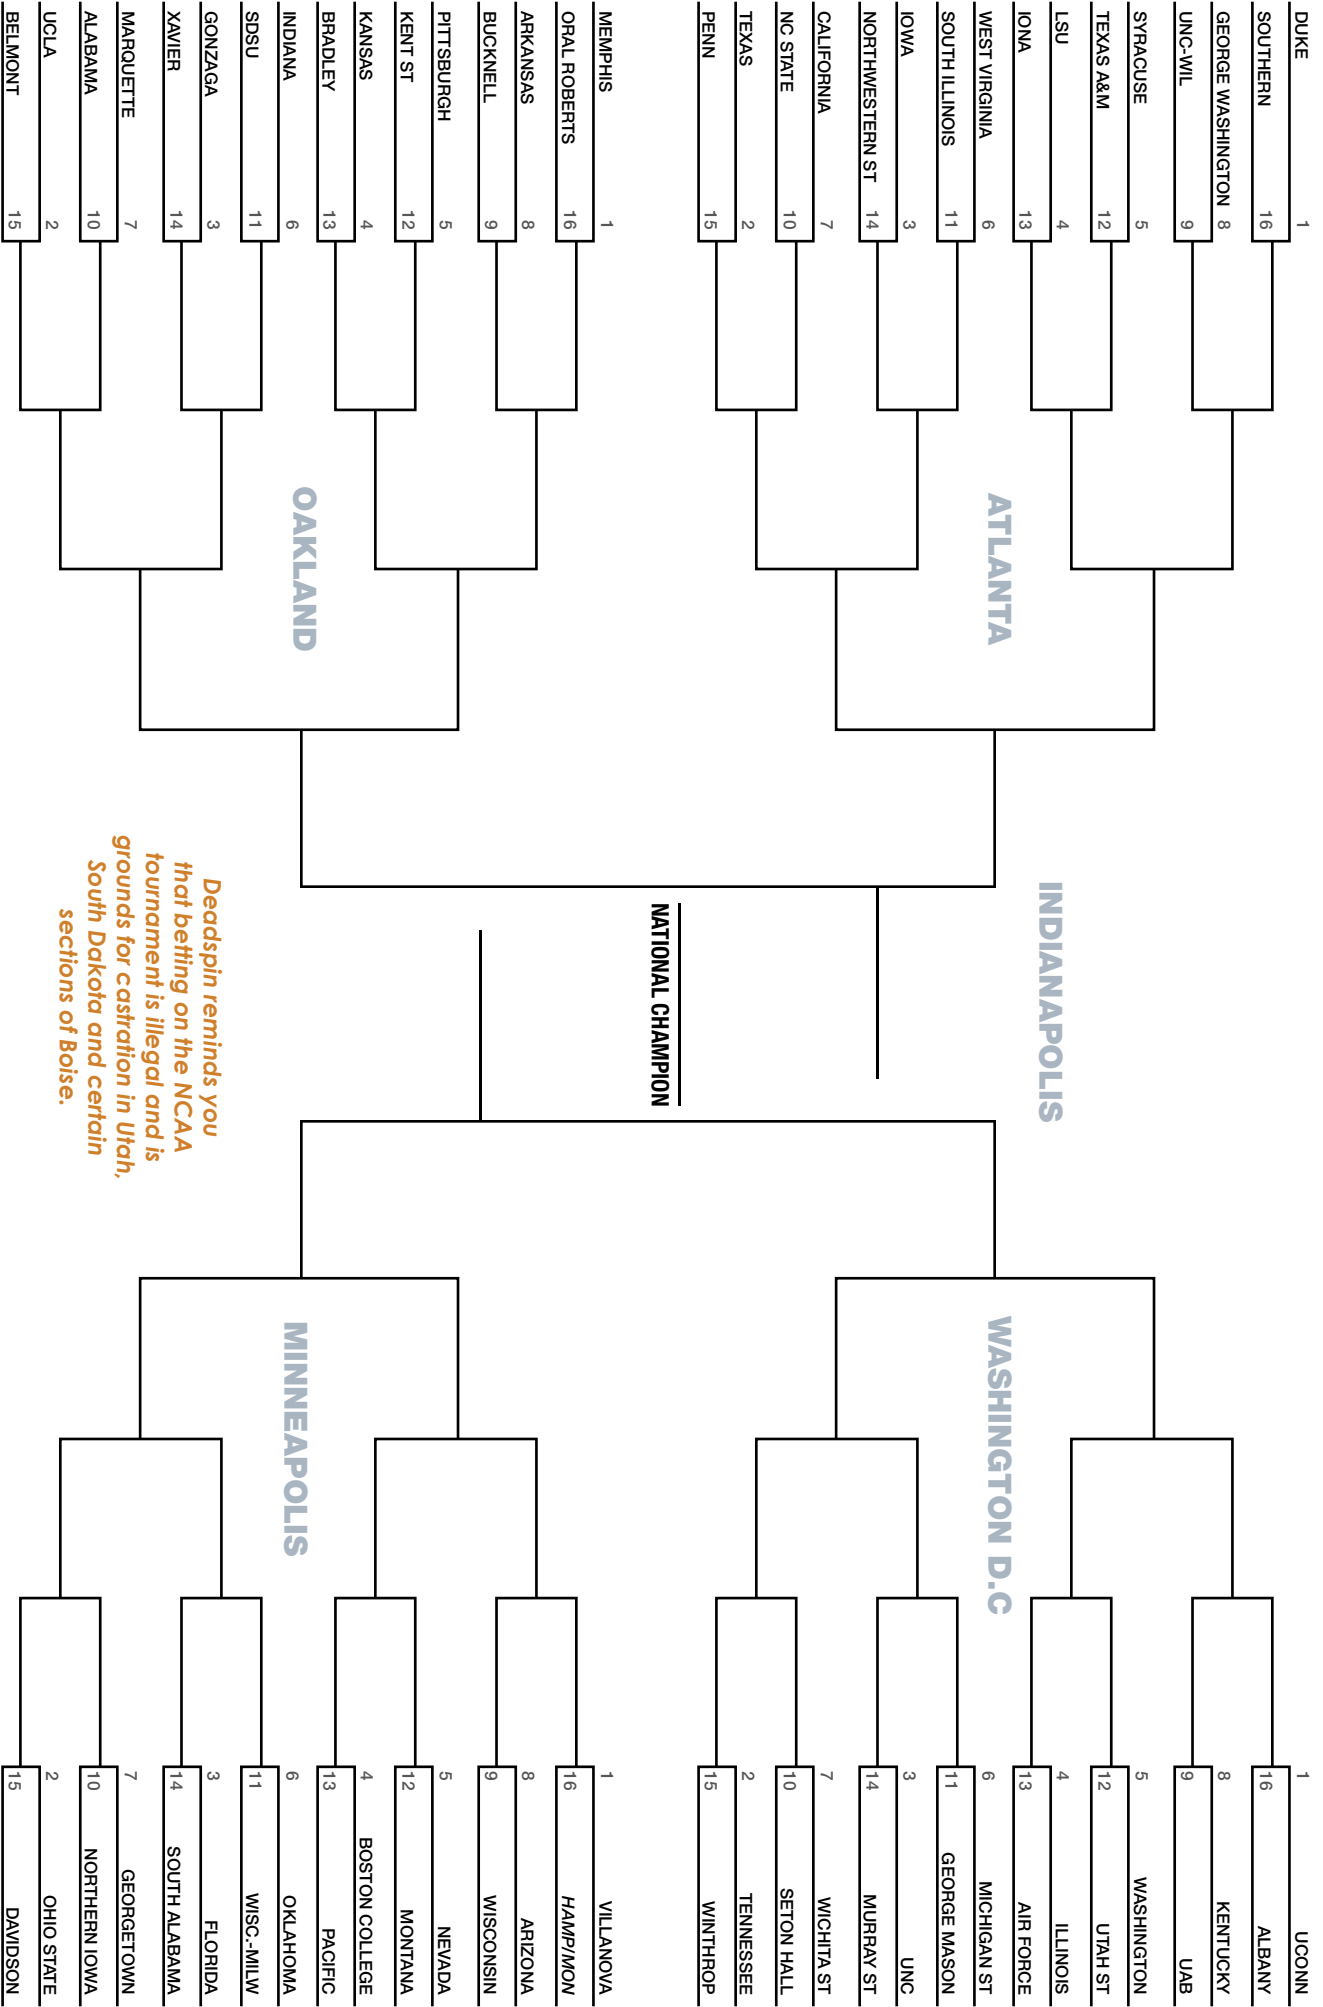 DUKE 1
SOUTHERN 16
GEORGE WASHINGTON 8
UNC-WIL 9
SYRACUSE 5
TEXAS A&M 12
LSU 4
IONA 13
WEST VIRGINIA 6
SOUTH ILLINOIS 11
IOWA 3
NORTHWESTERN ST 14
CALIFORNIA 7
NC STATE 10
TEXAS 2
PENN 15
ATLANTA
MEMPHIS 1
ORAL ROBERTS 16
ARKANSAS 8
BUCKNELL 9
PITTSBURGH 5
KENT ST 12
KANSAS 4
BRADLEY 13
INDIANA 6
SDSU 11
GONZAGA 3
XAVIER 14
MARQUETTE 7
ALABAMA 10
UCLA 2
BELMONT 15
OAKLAND
INDIANAPOLIS
NATIONAL CHAMPION
Deadspin reminds you
that betting on the NCAA
tournament is illegal and is
grounds for castration in Utah,
South Dakota and certain
sections of Boise.
WASHINGTON D.C
1 UCONN
16 ALBANY
8 KENTUCKY
9 UAB
5 WASHINGTON
12 UTAH ST
4 ILLINOIS
13 AIR FORCE
6 MICHIGAN ST
11 GEORGE MASON
3 UNC
14 MURRAY ST
7 WICHITA ST
10 SETON HALL
2 TENNESSEE
15 WINTHROP
MINNEAPOLIS
1 VILLANOVA
16 HAMP/MON
8 ARIZONA
9 WISCONSIN
5 NEVADA
12 MONTANA
4 BOSTON COLLEGE
13 PACIFIC
6 OKLAHOMA
11 WISC.-MILW
3 FLORIDA
14 SOUTH ALABAMA
7 GEORGETOWN
10 NORTHERN IOWA
2 OHIO STATE
15 DAVIDSON